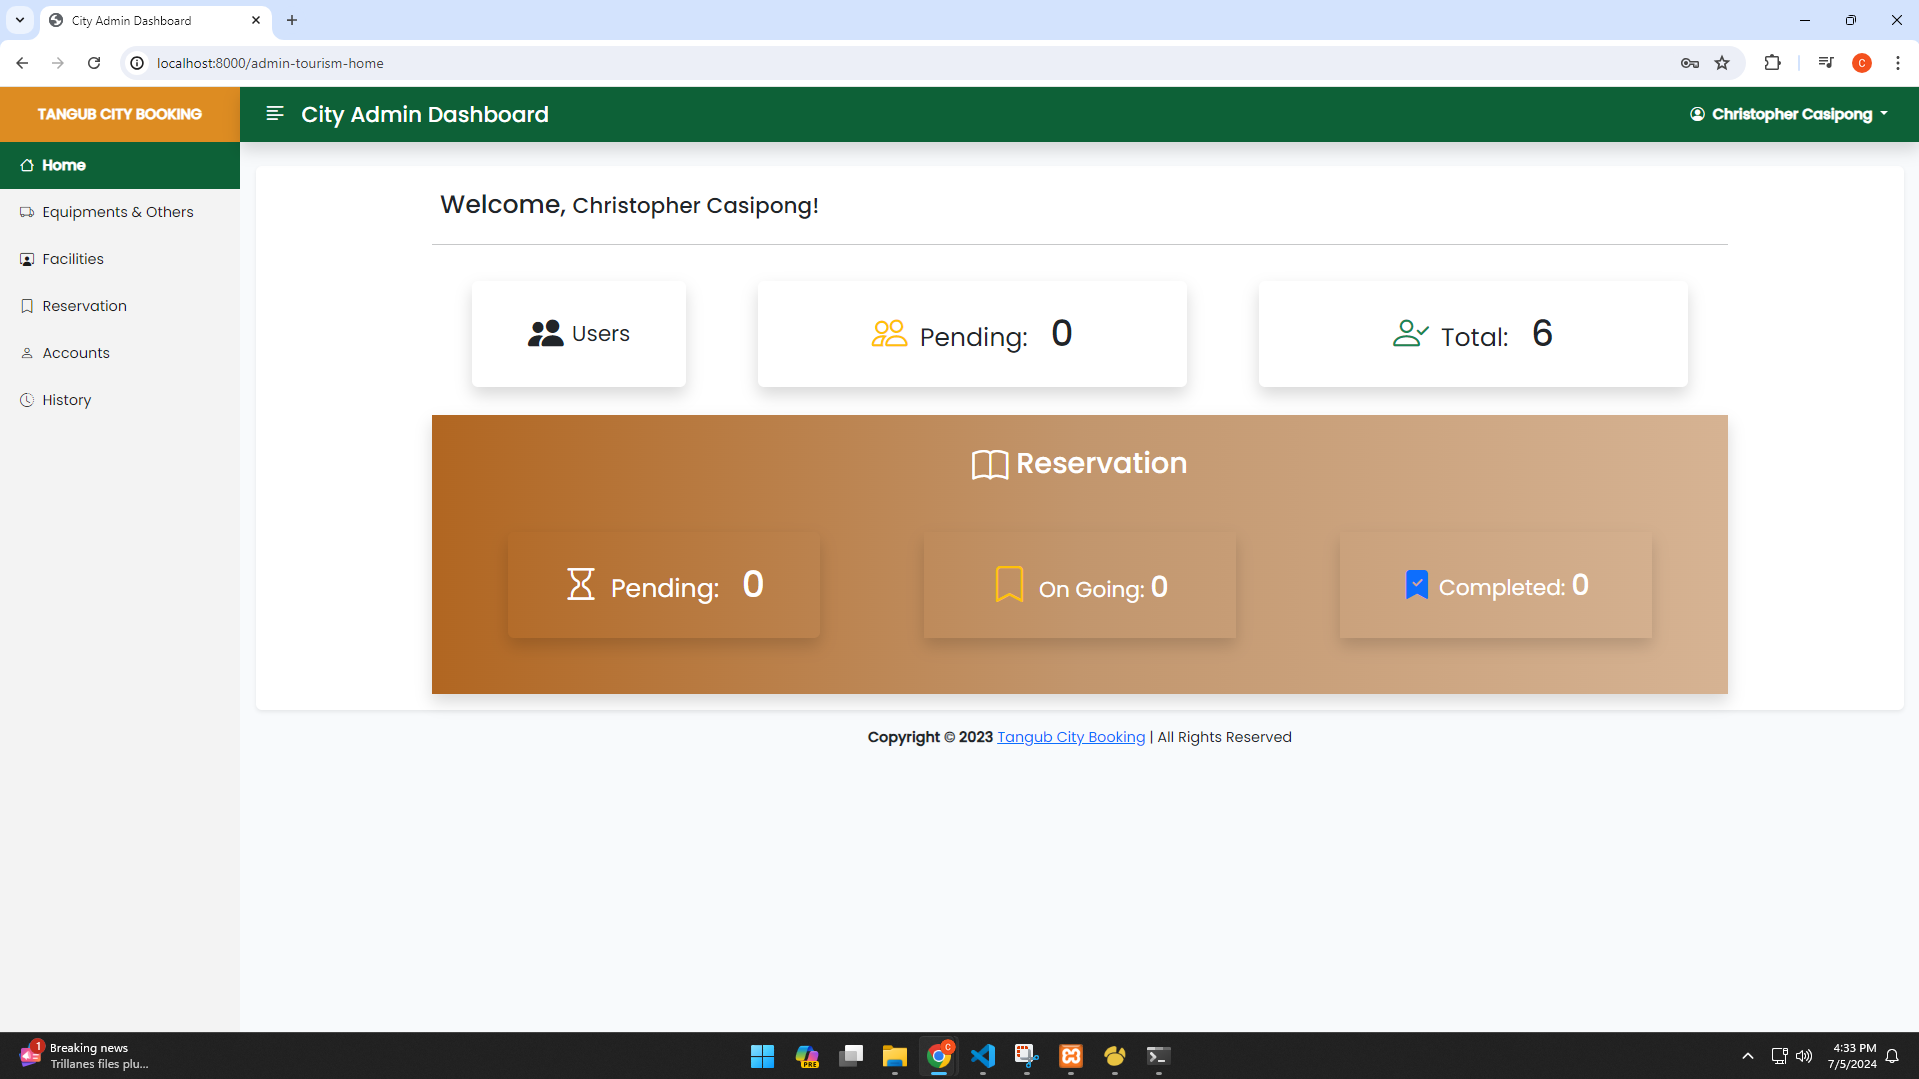 City Admin Dashboard
localhost:8000/admin-tourism-home
C
TANGUB CITY BOOKING
City Admin Dashboard
Christopher Casipong
Home
Equipments & Others
Facilities
Reservation
Accounts
History
Welcome, Christopher Casipong!
Users
Pending: 0
Total: 6
Reservation
Pending: 0
On Going: 0
Completed: 0
Copyright © 2023 Tangub City Booking | All Rights Reserved
1
Breaking news
Trillanes files plu...
PRE
C
4:33 PM
7/5/2024